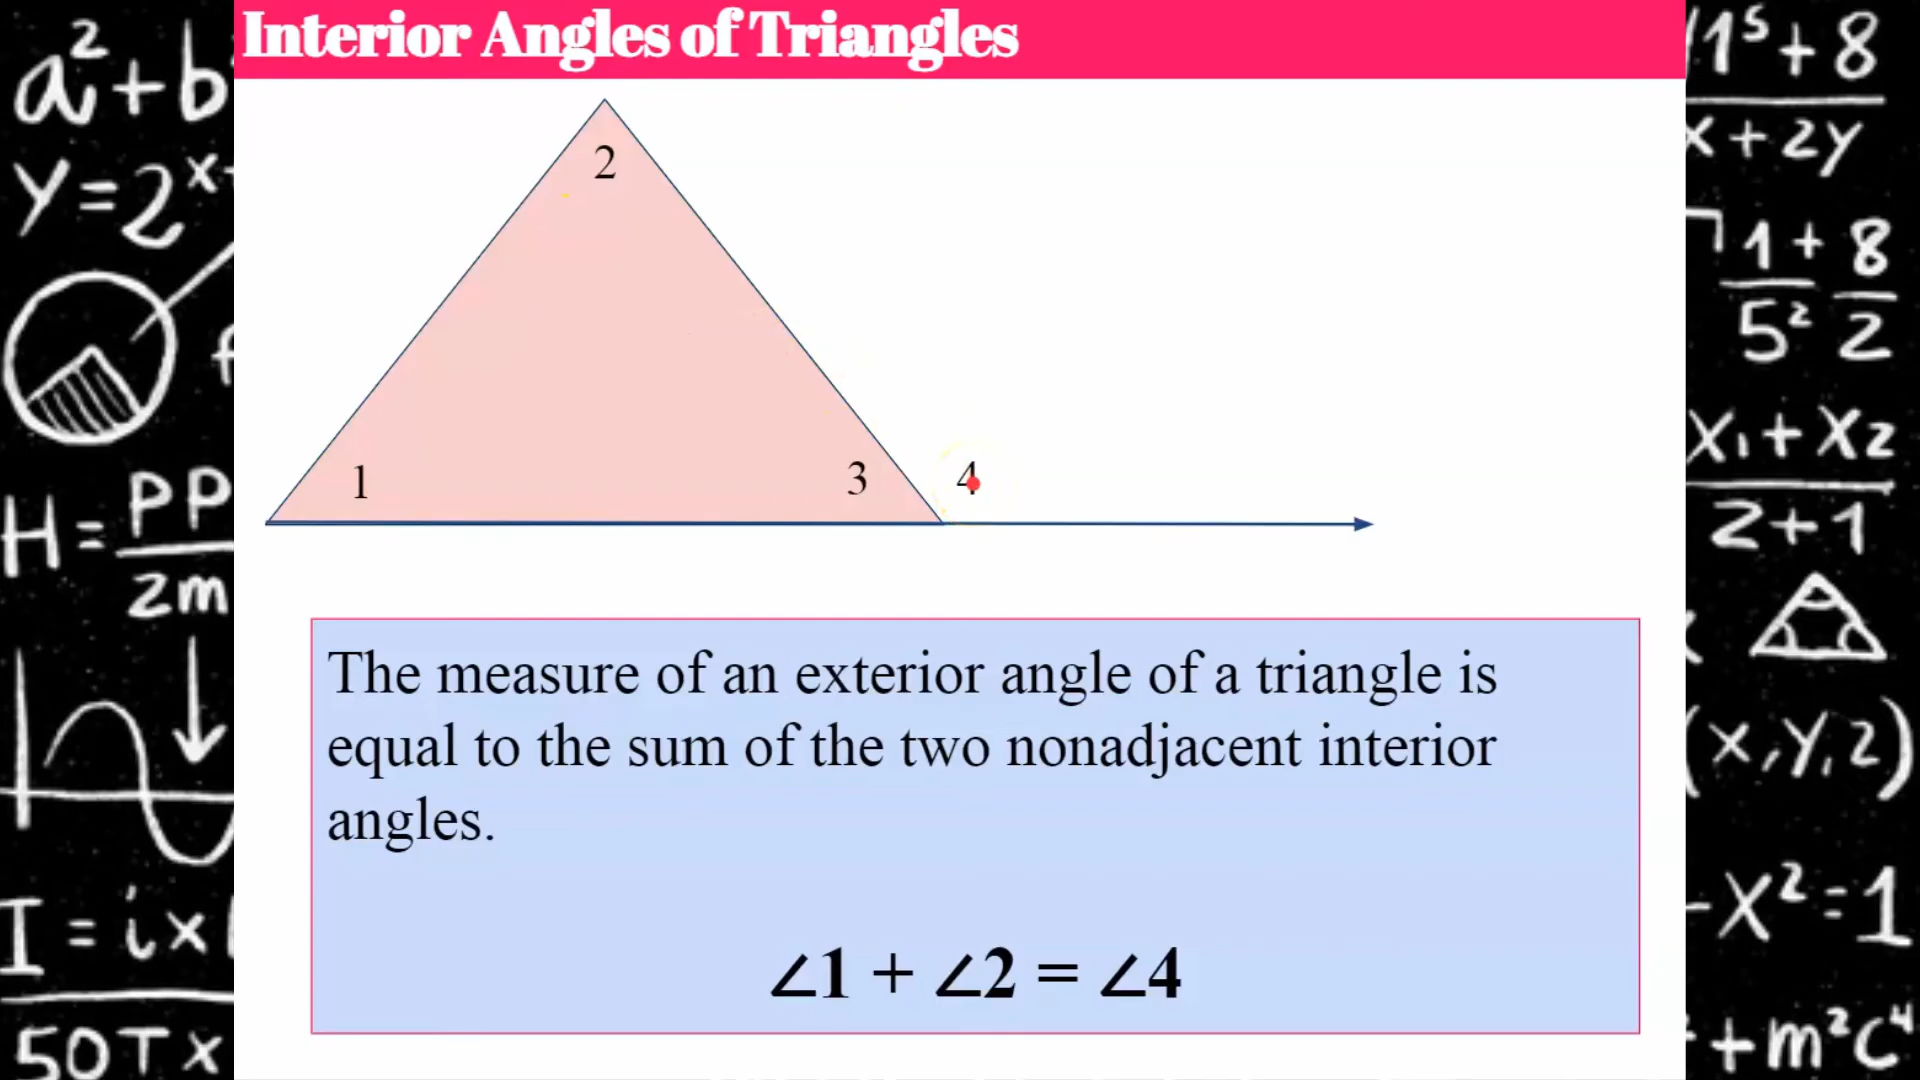 Interior Angles of Triangles
a² + b
y = 2ˣ
H = PP
2m
I = ix
50Tx
2
1
3
4
The measure of an exterior angle of a triangle is
equal to the sum of the two nonadjacent interior
angles.
∠1 + ∠2 = ∠4
1⁵ + 8
x + 2y
1 + 8
5² 2
X₁ + X₂
2 + 1
(x, y, z)
-X² = 1
+m²c⁴